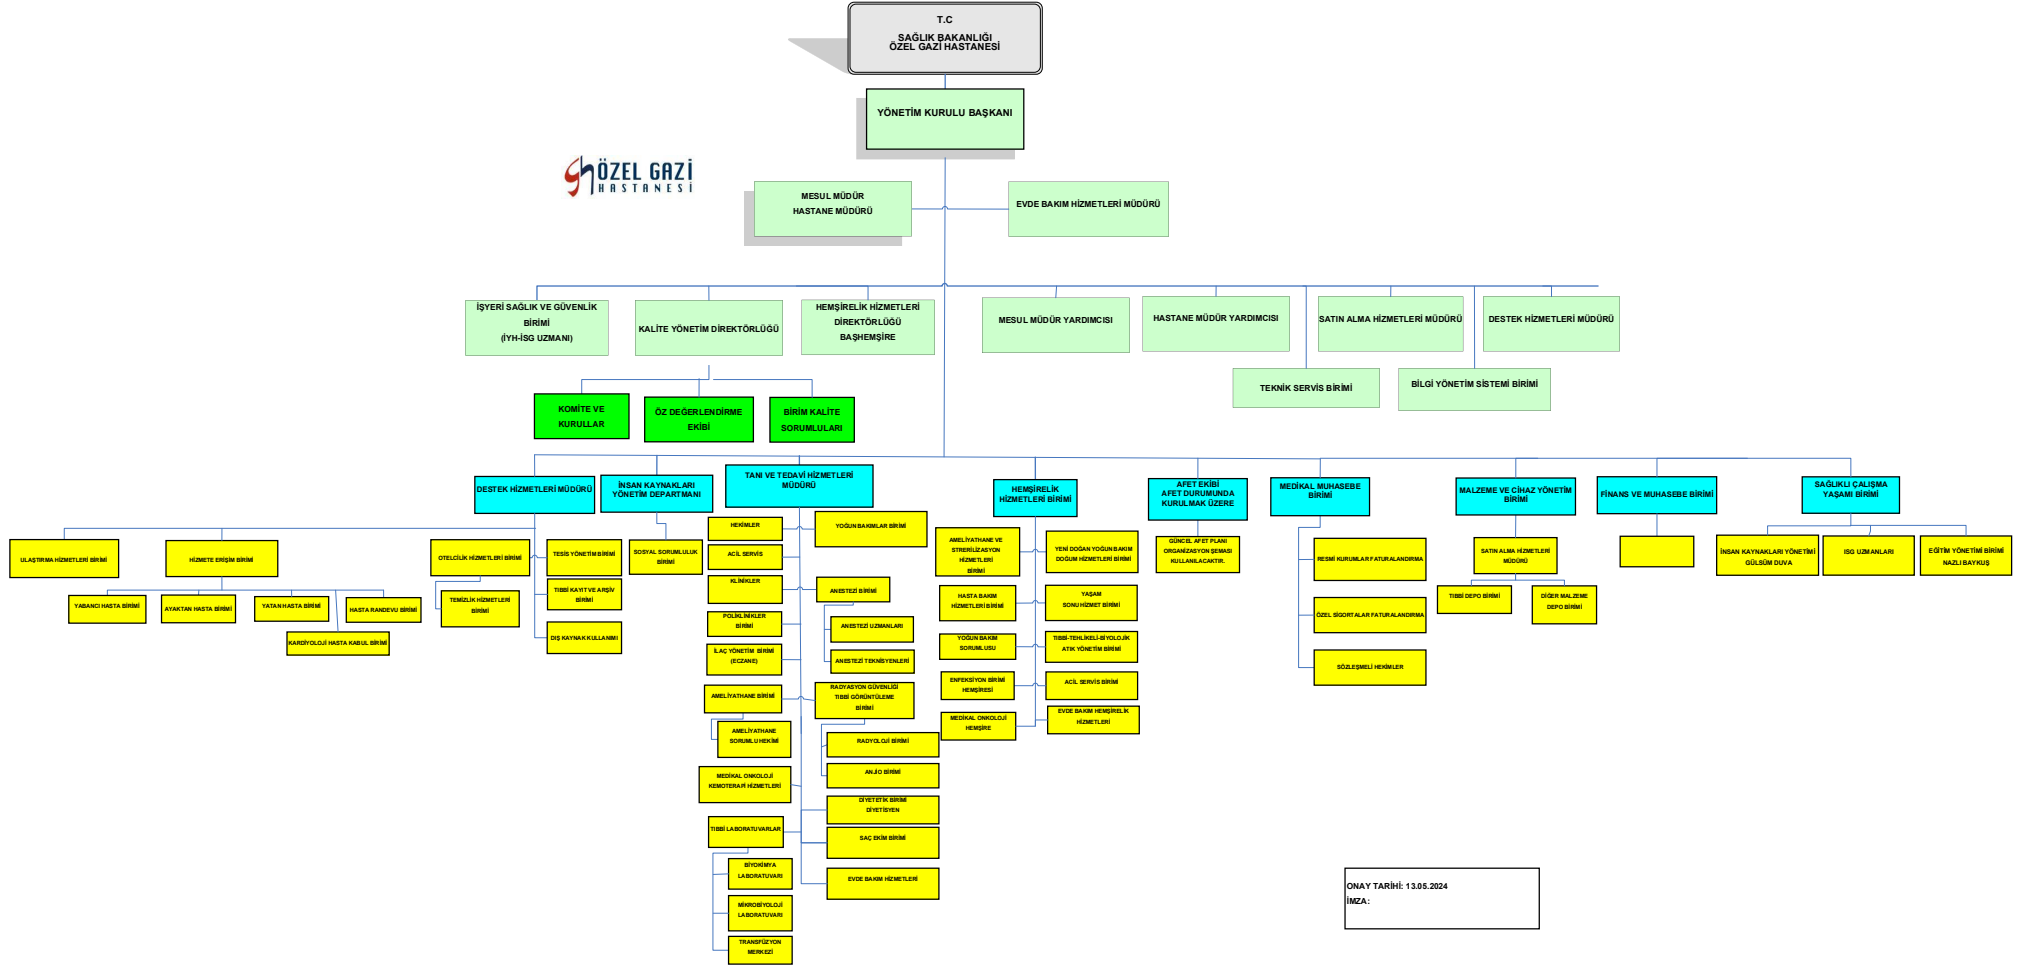 T.C
SAĞLIK BAKANLIĞI
ÖZEL GAZİ HASTANESİ
YÖNETİM KURULU BAŞKANI
ÖZEL GAZİ
HASTANESİ
MESUL MÜDÜR
HASTANE MÜDÜRÜ
EVDE BAKIM HİZMETLERİ MÜDÜRÜ
İŞYERİ SAĞLIK VE GÜVENLİK
BİRİMİ
(İYH-İSG UZMANI)
KALİTE YÖNETİM DİREKTÖRLÜĞÜ
HEMŞİRELİK HİZMETLERİ
DİREKTÖRLÜĞÜ
BAŞHEMŞİRE
MESUL MÜDÜR YARDIMCISI
HASTANE MÜDÜR YARDIMCISI
SATIN ALMA HİZMETLERİ MÜDÜRÜ
DESTEK HİZMETLERİ MÜDÜRÜ
TEKNİK SERVİS BİRİMİ
BİLGİ YÖNETİM SİSTEMİ BİRİMİ
KOMİTE VE
KURULLAR
ÖZ DEĞERLENDİRME
EKİBİ
BİRİM KALİTE
SORUMLULARI
DESTEK HİZMETLERİ MÜDÜRÜ
İNSAN KAYNAKLARI
YÖNETİM DEPARTMANI
TANI VE TEDAVİ HİZMETLERİ
MÜDÜRÜ
HEMŞİRELİK
HİZMETLERİ BİRİMİ
AFET EKİBİ
AFET DURUMUNDA
KURULMAK ÜZERE
MEDİKAL MUHASEBE
BİRİMİ
MALZEME VE CİHAZ YÖNETİM
BİRİMİ
FİNANS VE MUHASEBE BİRİMİ
SAĞLIKLI ÇALIŞMA
YAŞAMI BİRİMİ
ULAŞTIRMA HİZMETLERİ BİRİMİ
HİZMETE ERİŞİM BİRİMİ
YABANCI HASTA BİRİMİ
AYAKTAN HASTA BİRİMİ
YATAN HASTA BİRİMİ
HASTA RANDEVU BİRİMİ
KARDİYOLOJİ HASTA KABUL BİRİMİ
OTELCİLİK HİZMETLERİ BİRİMİ
TEMİZLİK HİZMETLERİ
BİRİMİ
TESİS YÖNETİM BİRİMİ
TIBBİ KAYIT VE ARŞİV
BİRİMİ
DIŞ KAYNAK KULLANIMI
SOSYAL SORUMLULUK
BİRİMİ
HEKİMLER
YOĞUN BAKIMLAR BİRİMİ
ACİL SERVİS
KLİNİKLER
ANESTEZİ BİRİMİ
POLİKLİNİKLER
BİRİMİ
ANESTEZİ UZMANLARI
İLAÇ YÖNETİM BİRİMİ
(ECZANE)
ANESTEZİ TEKNİSYENLERİ
AMELİYATHANE BİRİMİ
RADYASYON GÜVENLİĞİ
TIBBİ GÖRÜNTÜLEME
BİRİMİ
AMELİYATHANE
SORUMLU HEKİMİ
RADYOLOJİ BİRİMİ
ANJİO BİRİMİ
MEDİKAL ONKOLOJİ
KEMOTERAPİ HİZMETLERİ
DİYETETİK BİRİMİ
DİYETİSYEN
TIBBİ LABORATUVARLAR
SAÇ EKİM BİRİMİ
BİYOKİMYA
LABORATUVARI
EVDE BAKIM HİZMETLERİ
MİKROBİYOLOJİ
LABORATUVARI
TRANSFÜZYON
MERKEZİ
AMELİYATHANE VE
STRERİLİZASYON
HİZMETLERİ
BİRİMİ
YENİ DOĞAN YOĞUN BAKIM
DOĞUM HİZMETLERİ BİRİMİ
HASTA BAKIM
HİZMETLERİ BİRİMİ
YAŞAM
SONU HİZMET BİRİMİ
YOĞUN BAKIM
SORUMLUSU
TIBBİ-TEHLİKELİ-BİYOLOJİK
ATIK YÖNETİM BİRİMİ
ENFEKSİYON BİRİMİ
HEMŞİRESİ
ACİL SERVİS BİRİMİ
MEDİKAL ONKOLOJİ
HEMŞİRE
EVDE BAKIM HEMŞİRELİK
HİZMETLERİ
GÜNCEL AFET PLANI
ORGANİZASYON ŞEMASI
KULLANILACAKTIR.
RESMİ KURUMLAR FATURALANDIRMA
ÖZEL SİGORTALAR FATURALANDIRMA
SÖZLEŞMELİ HEKİMLER
SATIN ALMA HİZMETLERİ
MÜDÜRÜ
TIBBİ DEPO BİRİMİ
DİĞER MALZEME
DEPO BİRİMİ
İNSAN KAYNAKLARI YÖNETİMİ
GÜLSÜM DUVA
ISG UZMANLARI
EĞİTİM YÖNETİMİ BİRİMİ
NAZLI BAYKUŞ
ONAY TARİHİ: 13.05.2024
İMZA: